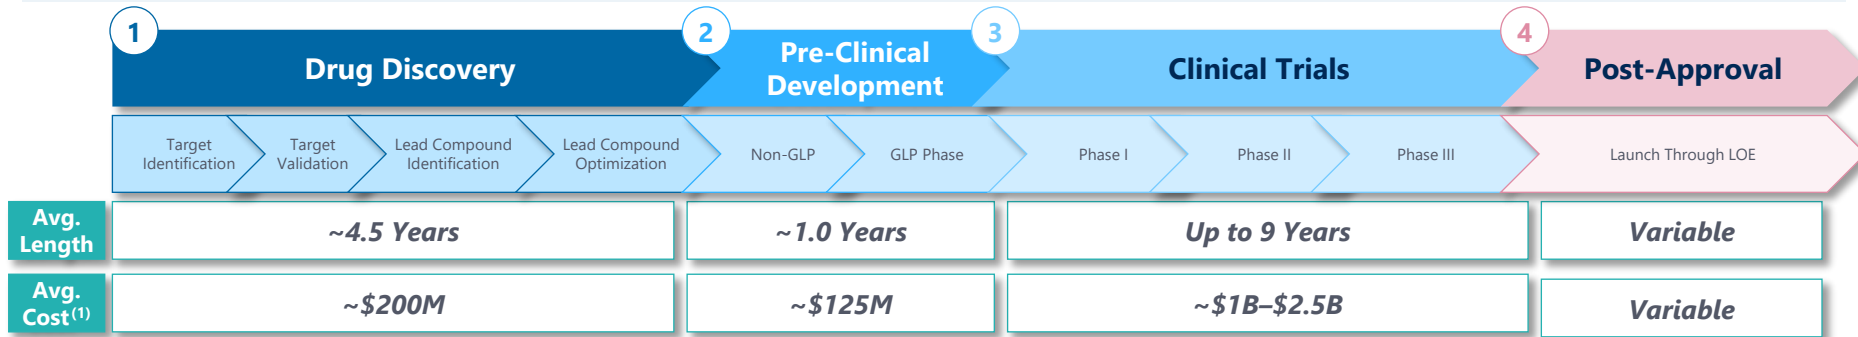 1
2
3
4
Drug Discovery
Pre-Clinical
Development
Clinical Trials
Post-Approval
Target
Identification
Target
Validation
Lead Compound
Identification
Lead Compound
Optimization
Non-GLP
GLP Phase
Phase I
Phase II
Phase III
Launch Through LOE
Avg.
Length
~4.5 Years
~1.0 Years
Up to 9 Years
Variable
Avg.
Cost(1)
~$200M
~$125M
~$1B–$2.5B
Variable